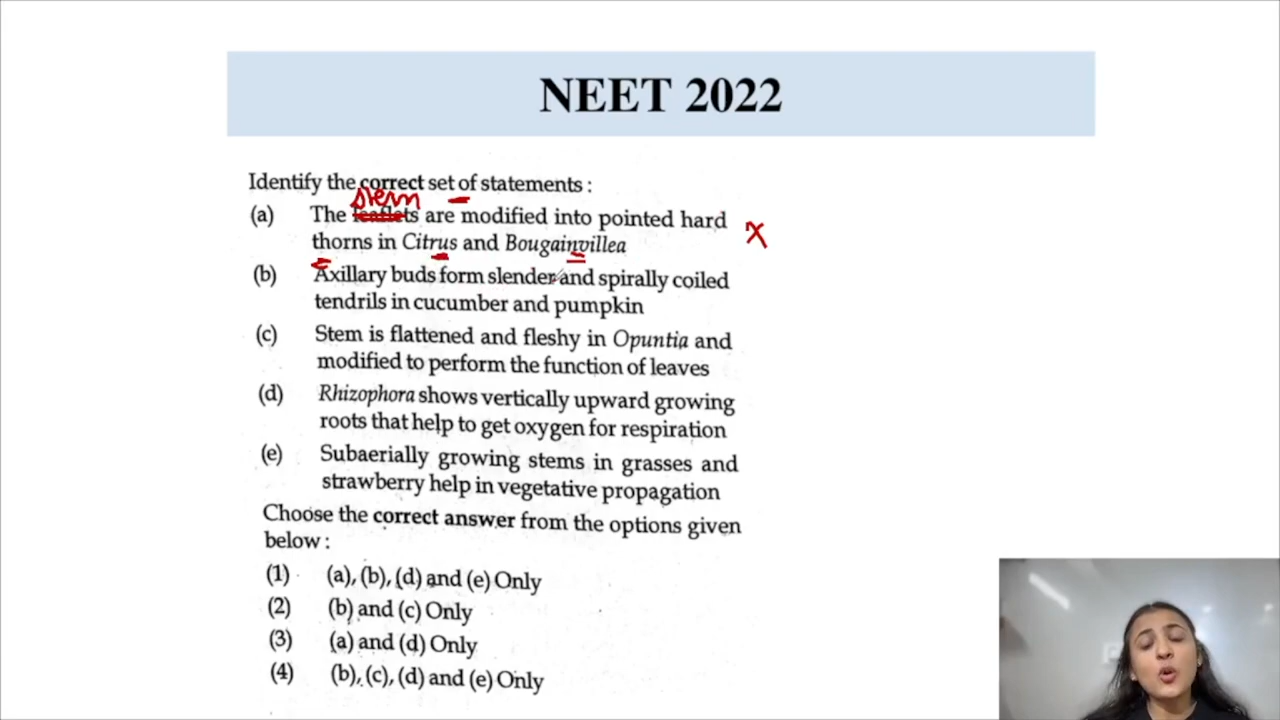 NEET 2022
Identify the correct set of statements :
stem
(a) The leaflets are modified into pointed hard
thorns in Citrus and Bougainvillea
x
(b) Axillary buds form slender and spirally coiled
tendrils in cucumber and pumpkin
(c) Stem is flattened and fleshy in Opuntia and
modified to perform the function of leaves
(d) Rhizophora shows vertically upward growing
roots that help to get oxygen for respiration
(e) Subaerially growing stems in grasses and
strawberry help in vegetative propagation
Choose the correct answer from the options given
below :
(1) (a), (b), (d) and (e) Only
(2) (b) and (c) Only
(3) (a) and (d) Only
(4) (b), (c), (d) and (e) Only